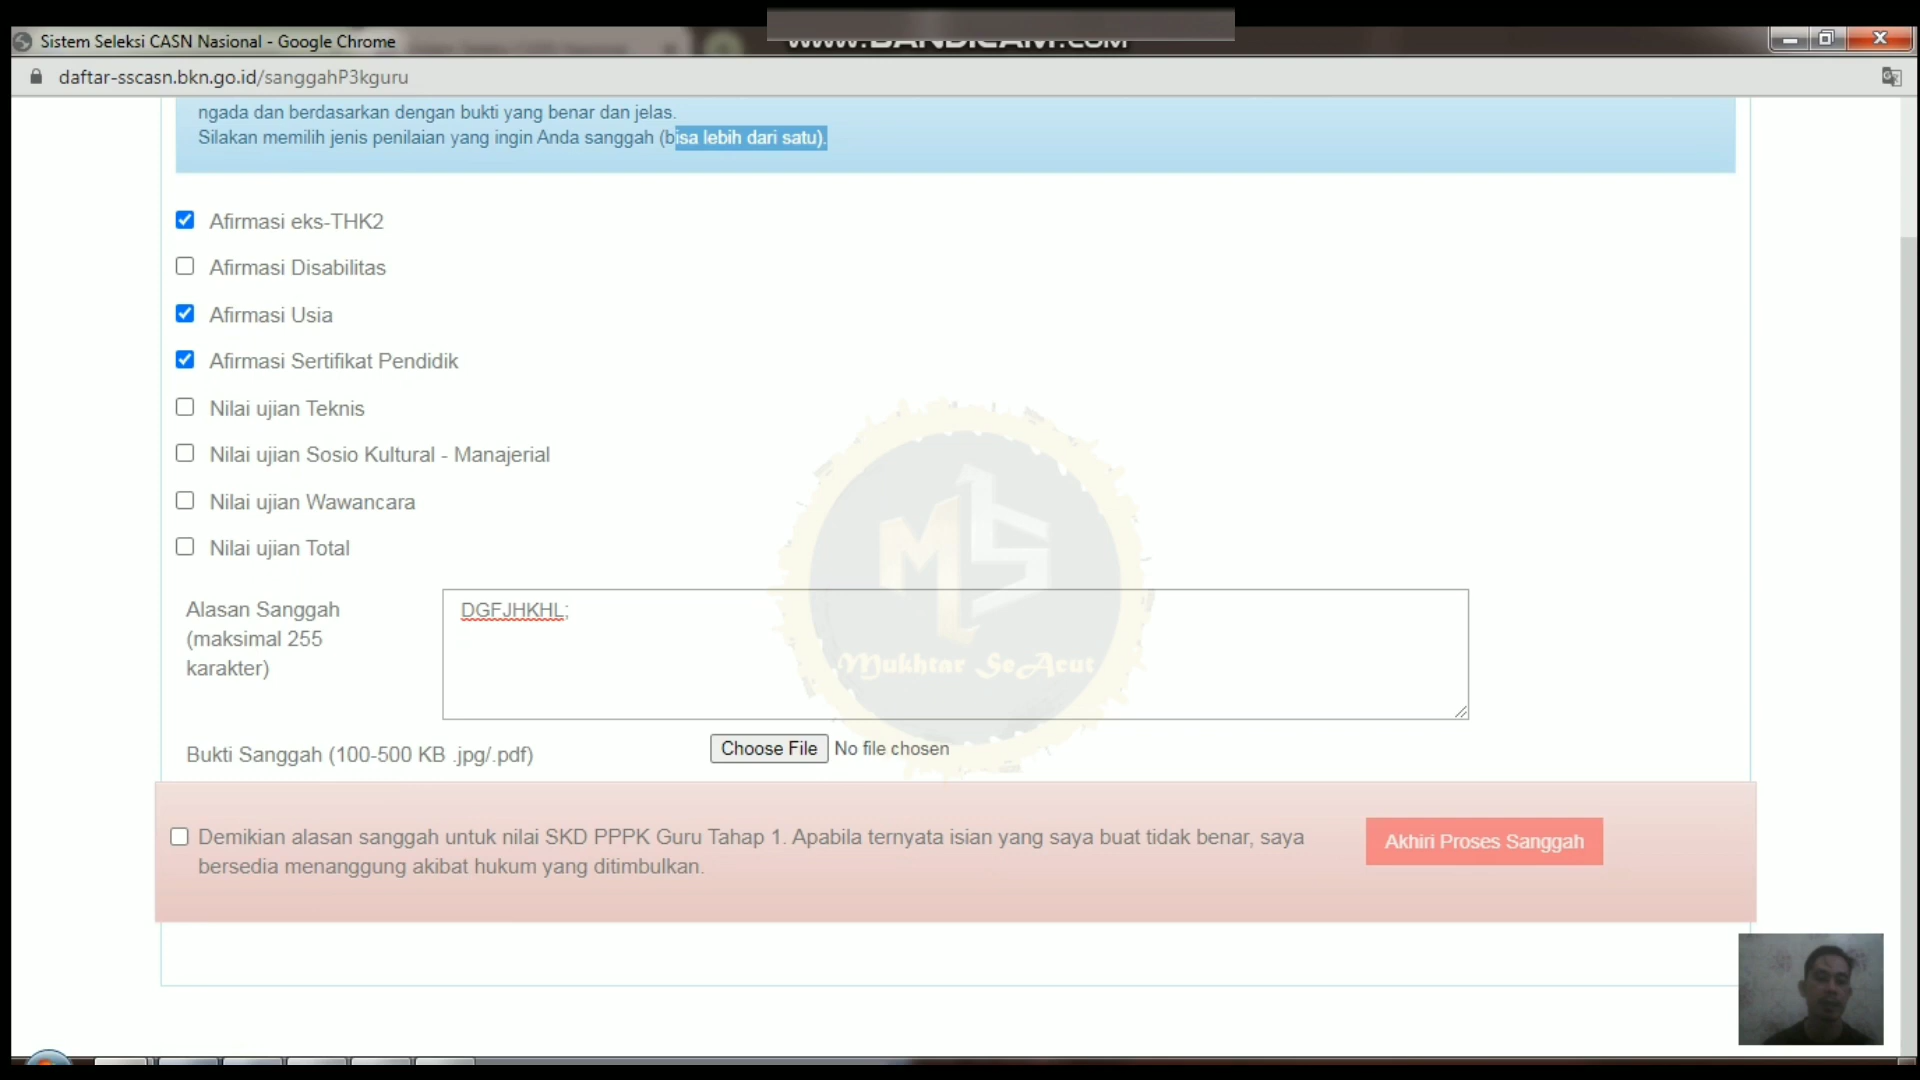 Sistem Seleksi CASN Nasional - Google Chrome
www.BANDICAM.com
daftar-sscasn.bkn.go.id/sanggahP3kguru
ngada dan berdasarkan dengan bukti yang benar dan jelas.
Silakan memilih jenis penilaian yang ingin Anda sanggah (bisa lebih dari satu).
Afirmasi eks-THK2
Afirmasi Disabilitas
Afirmasi Usia
Afirmasi Sertifikat Pendidik
Nilai ujian Teknis
Nilai ujian Sosio Kultural - Manajerial
Nilai ujian Wawancara
Nilai ujian Total
Alasan Sanggah
(maksimal 255
karakter)
DGFJHKHL;
MS
Mukhtar SeAcut
Bukti Sanggah (100-500 KB .jpg/.pdf)
Choose File No file chosen
Demikian alasan sanggah untuk nilai SKD PPPK Guru Tahap 1. Apabila ternyata isian yang saya buat tidak benar, saya
bersedia menanggung akibat hukum yang ditimbulkan.
Akhiri Proses Sanggah